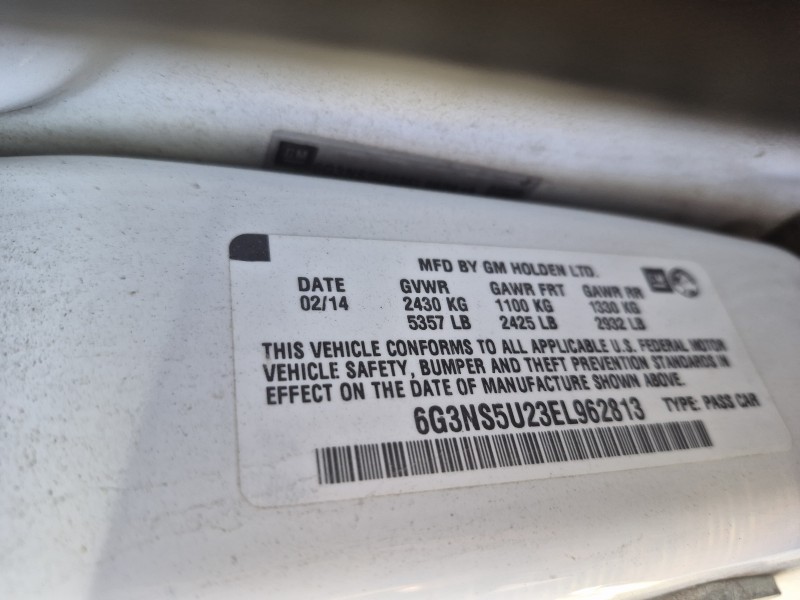 GM
MFD BY GM HOLDEN LTD.
DATE GVWR GAWR FRT GAWR RR
02/14 2430 KG 1100 KG 1330 KG
5357 LB 2425 LB 2932 LB
THIS VEHICLE CONFORMS TO ALL APPLICABLE U.S. FEDERAL MOTOR
VEHICLE SAFETY, BUMPER AND THEFT PREVENTION STANDARDS IN
EFFECT ON THE DATE OF MANUFACTURE SHOWN ABOVE.
6G3NS5U23EL962813 TYPE: PASS CAR